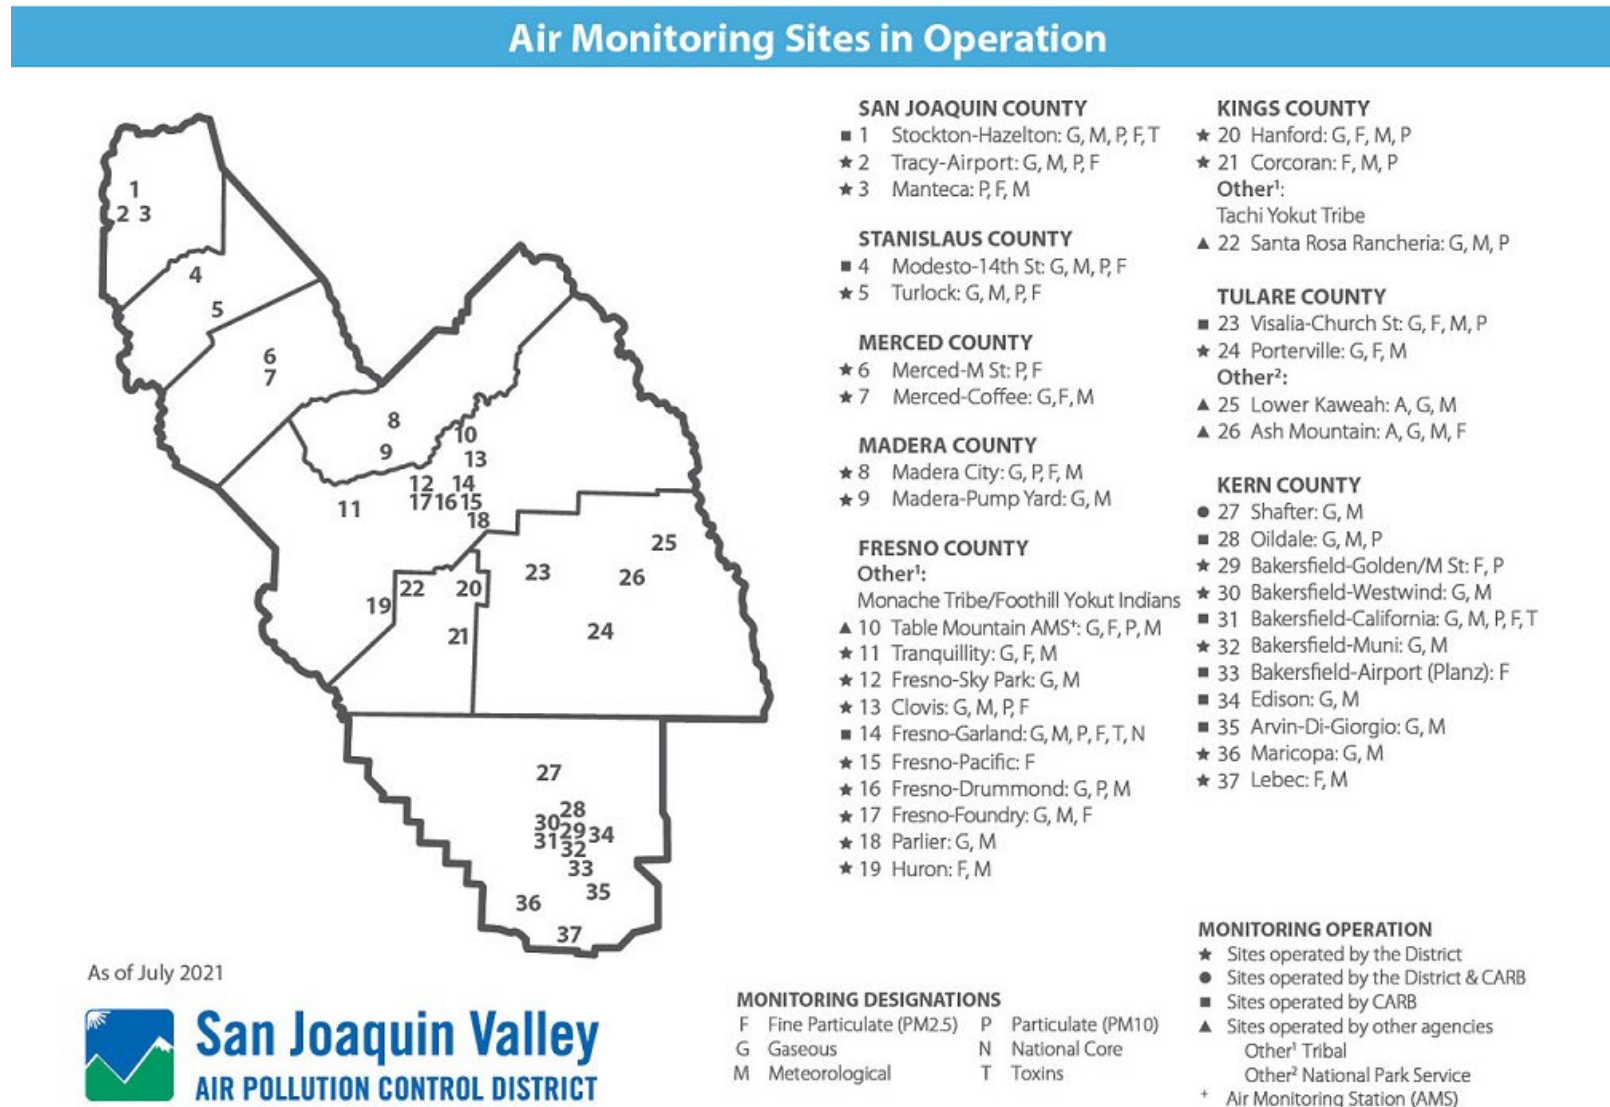 Air Monitoring Sites in Operation
1
2 3
4
5
6
7
8
9
10
13
12 14
17 16 15
11
18
25
23
26
22
20
19
24
21
27
28
30
29 34
31
32
33
35
36
37
As of July 2021
San Joaquin Valley
AIR POLLUTION CONTROL DISTRICT
SAN JOAQUIN COUNTY
■ 1 Stockton-Hazelton: G, M, P, F, T
★ 2 Tracy-Airport: G, M, P, F
★ 3 Manteca: P, F, M
STANISLAUS COUNTY
■ 4 Modesto-14th St: G, M, P, F
★ 5 Turlock: G, M, P, F
MERCED COUNTY
★ 6 Merced-M St: P, F
★ 7 Merced-Coffee: G, F, M
MADERA COUNTY
★ 8 Madera City: G, P, F, M
★ 9 Madera-Pump Yard: G, M
FRESNO COUNTY
Other¹:
Monache Tribe/Foothill Yokut Indians
▲ 10 Table Mountain AMS⁺: G, F, P, M
★ 11 Tranquillity: G, F, M
★ 12 Fresno-Sky Park: G, M
★ 13 Clovis: G, M, P, F
■ 14 Fresno-Garland: G, M, P, F, T, N
★ 15 Fresno-Pacific: F
★ 16 Fresno-Drummond: G, P, M
★ 17 Fresno-Foundry: G, M, F
★ 18 Parlier: G, M
★ 19 Huron: F, M
KINGS COUNTY
★ 20 Hanford: G, F, M, P
★ 21 Corcoran: F, M, P
Other¹:
Tachi Yokut Tribe
▲ 22 Santa Rosa Rancheria: G, M, P
TULARE COUNTY
■ 23 Visalia-Church St: G, F, M, P
★ 24 Porterville: G, F, M
Other²:
▲ 25 Lower Kaweah: A, G, M
▲ 26 Ash Mountain: A, G, M, F
KERN COUNTY
● 27 Shafter: G, M
■ 28 Oildale: G, M, P
★ 29 Bakersfield-Golden/M St: F, P
★ 30 Bakersfield-Westwind: G, M
■ 31 Bakersfield-California: G, M, P, F, T
★ 32 Bakersfield-Muni: G, M
■ 33 Bakersfield-Airport (Planz): F
■ 34 Edison: G, M
■ 35 Arvin-Di-Giorgio: G, M
★ 36 Maricopa: G, M
★ 37 Lebec: F, M
MONITORING DESIGNATIONS
F Fine Particulate (PM2.5) P Particulate (PM10)
G Gaseous N National Core
M Meteorological T Toxins
MONITORING OPERATION
★ Sites operated by the District
● Sites operated by the District & CARB
■ Sites operated by CARB
▲ Sites operated by other agencies
Other¹ Tribal
Other² National Park Service
⁺ Air Monitoring Station (AMS)